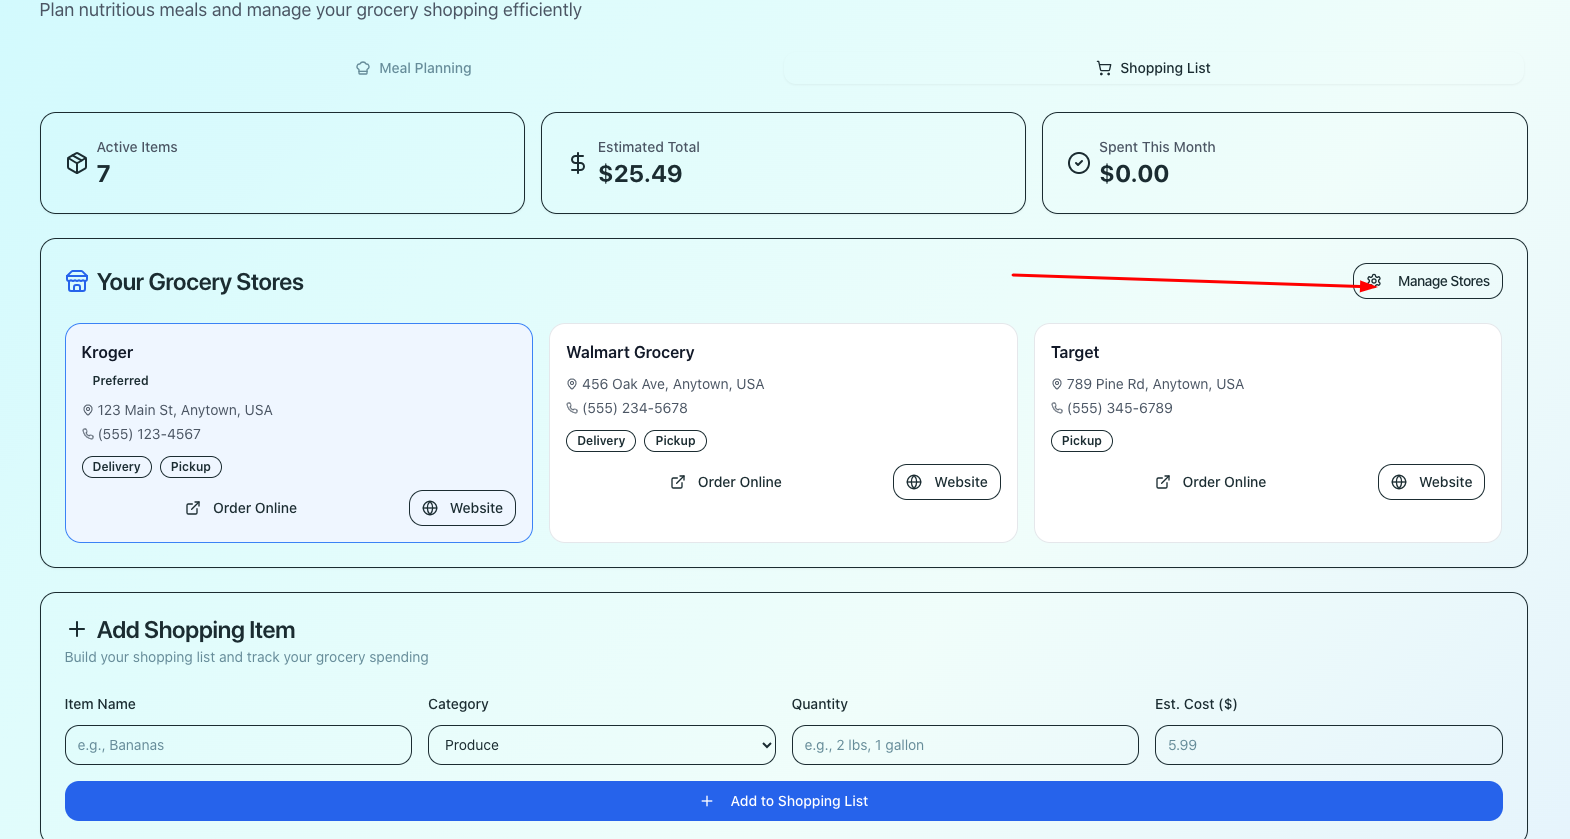 Plan nutritious meals and manage your grocery shopping efficiently
Meal Planning
Shopping List
Active Items
7
Estimated Total
$25.49
Spent This Month
$0.00
Your Grocery Stores
Manage Stores
Kroger
Preferred
123 Main St, Anytown, USA
(555) 123-4567
Delivery Pickup
Order Online Website
Walmart Grocery
456 Oak Ave, Anytown, USA
(555) 234-5678
Delivery Pickup
Order Online Website
Target
789 Pine Rd, Anytown, USA
(555) 345-6789
Pickup
Order Online Website
Add Shopping Item
Build your shopping list and track your grocery spending
Item Name
e.g., Bananas
Category
Produce
Quantity
e.g., 2 lbs, 1 gallon
Est. Cost ($)
5.99
Add to Shopping List